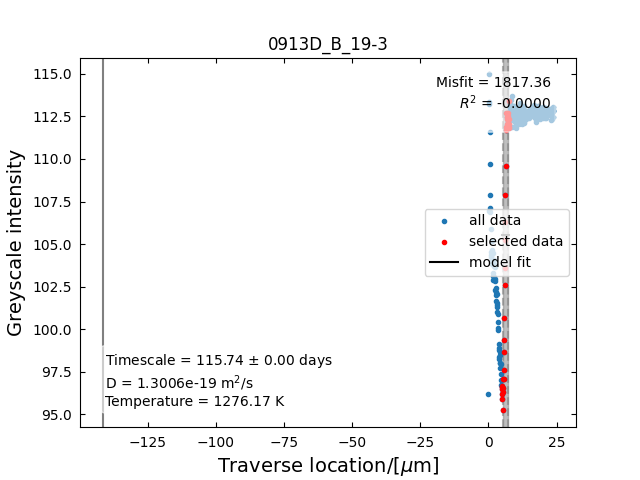 0913D_B_19-3
Misfit = 1817.36
R² = -0.0000
115.0
112.5
110.0
107.5
105.0
102.5
100.0
97.5
95.0
Greyscale intensity
all data
selected data
model fit
Timescale = 115.74 ± 0.00 days
D = 1.3006e-19 m²/s
Temperature = 1276.17 K
−125 −100 −75 −50 −25 0 25
Traverse location/[μm]